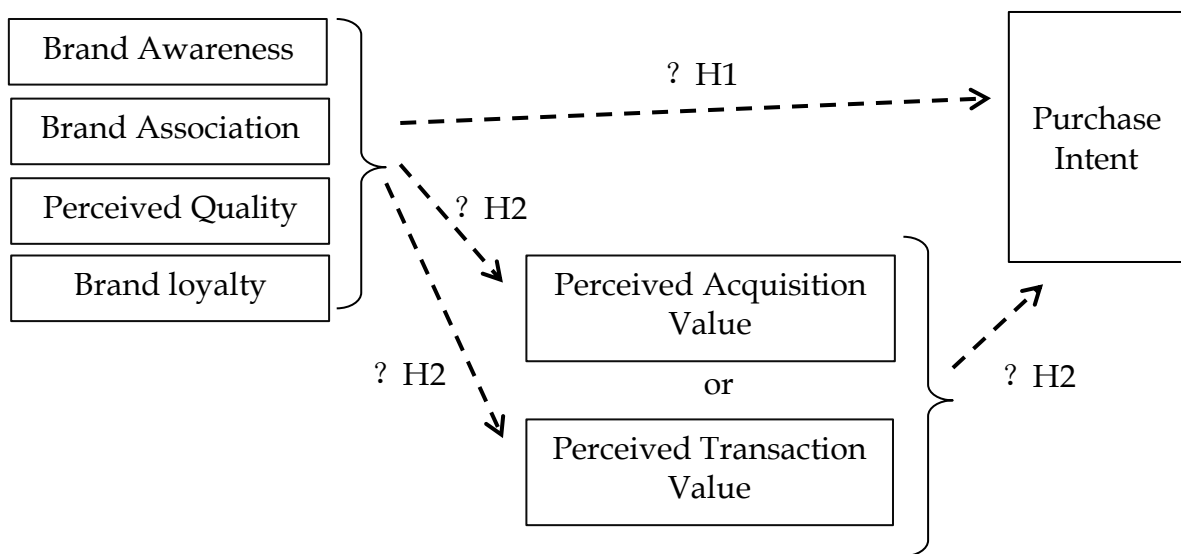 Brand Awareness
Brand Association
Perceived Quality
Brand loyalty
? H1
Purchase
Intent
? H2
Perceived Acquisition
Value
? H2
or
? H2
Perceived Transaction
Value